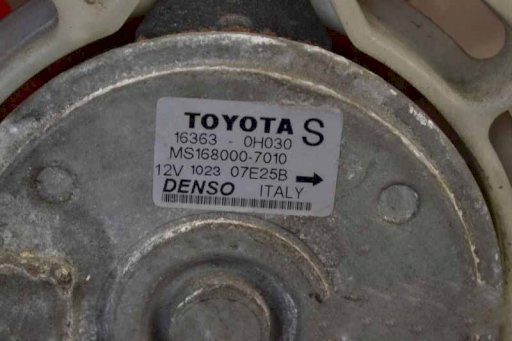 TOYOTA S
16363 - 0H030
MS168000-7010
12V 1023 07E25B →
DENSO ITALY